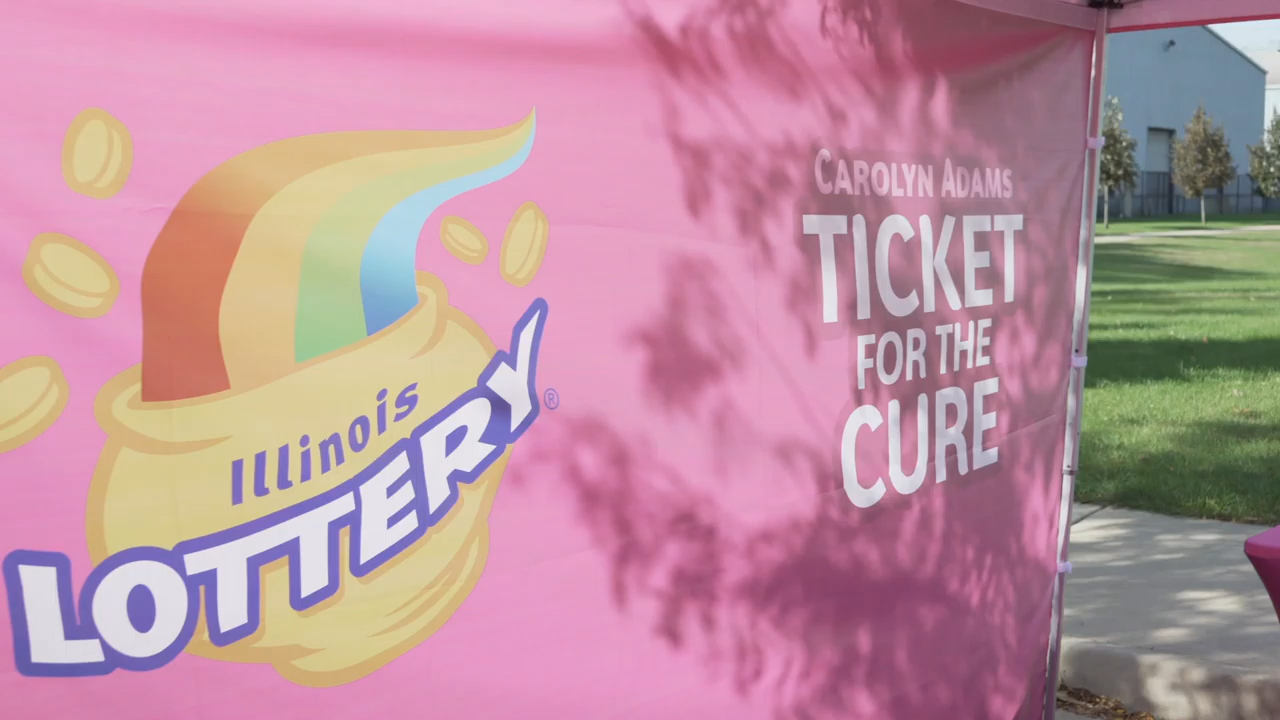 Illinois
LOTTERY®
CAROLYN ADAMS
TICKET
FOR THE
CURE